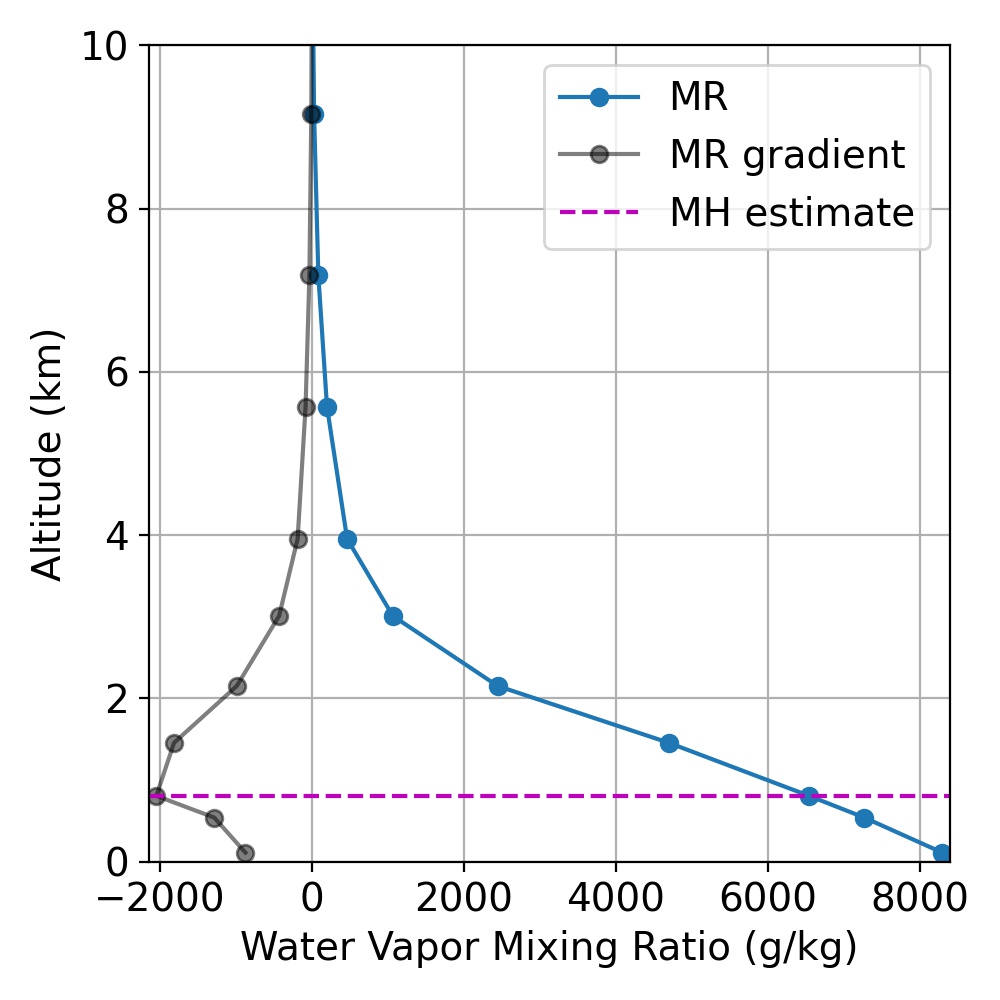 10
8
6
4
2
0
Altitude (km)
MR
MR gradient
MH estimate
−2000 0 2000 4000 6000 8000
Water Vapor Mixing Ratio (g/kg)